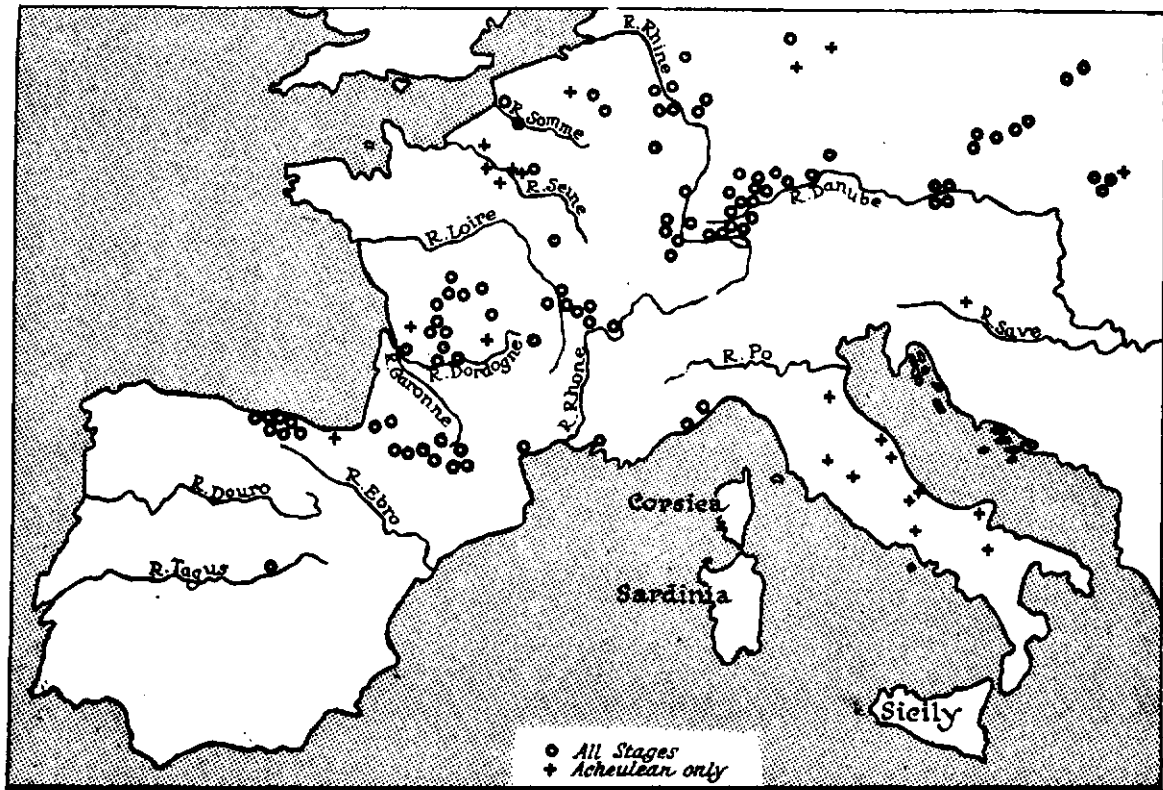 R. Rhine
R. Somme
R. Seine
R. Danube
R. Loire
R. Save
R. Dordogne
R. Po
R. Garonne
R. Rhone
R. Douro
R. Ebro
Corsica
R. Tagus
Sardinia
Sicily
All Stages
Acheulean only